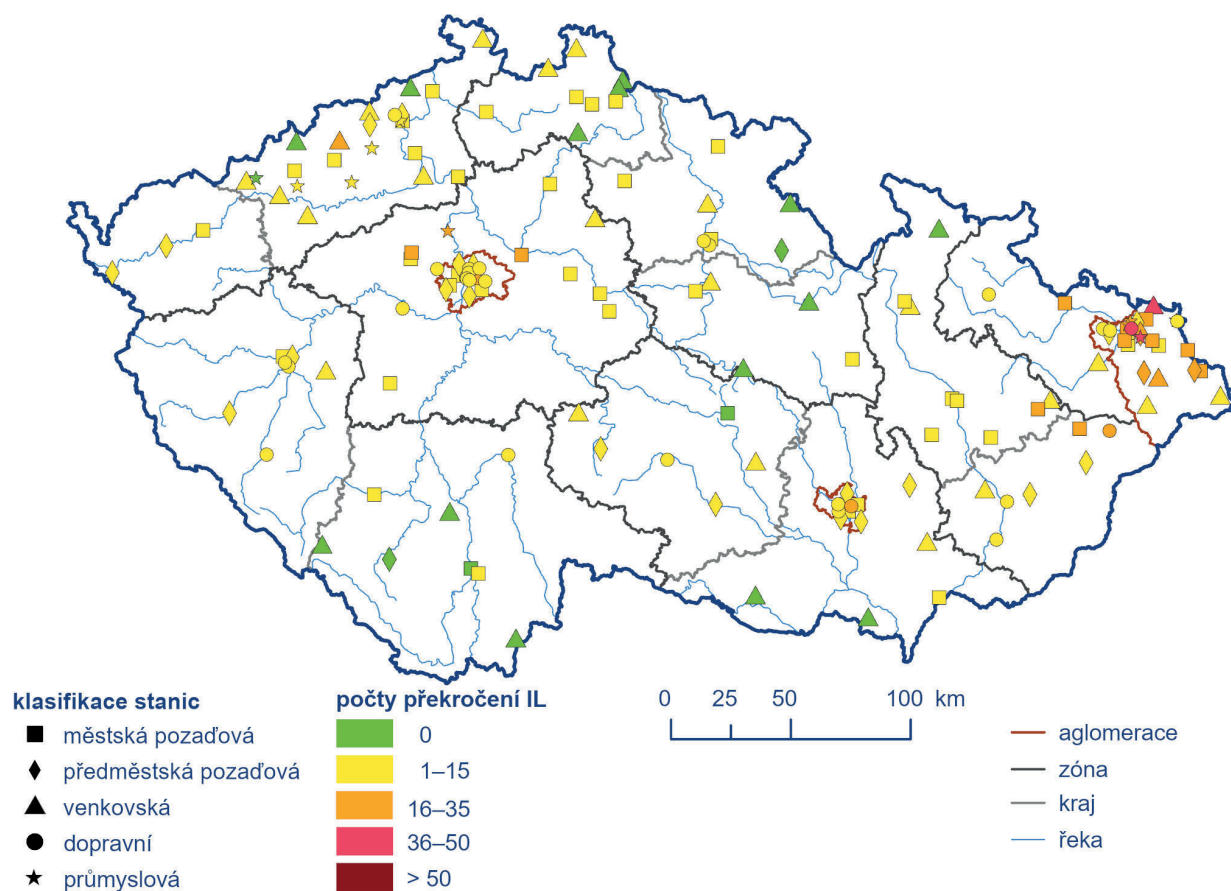 klasifikace stanic
městská pozaďová
předměstská pozaďová
venkovská
dopravní
průmyslová
počty překročení IL
0
1–15
16–35
36–50
> 50
0 25 50 100 km
aglomerace
zóna
kraj
řeka